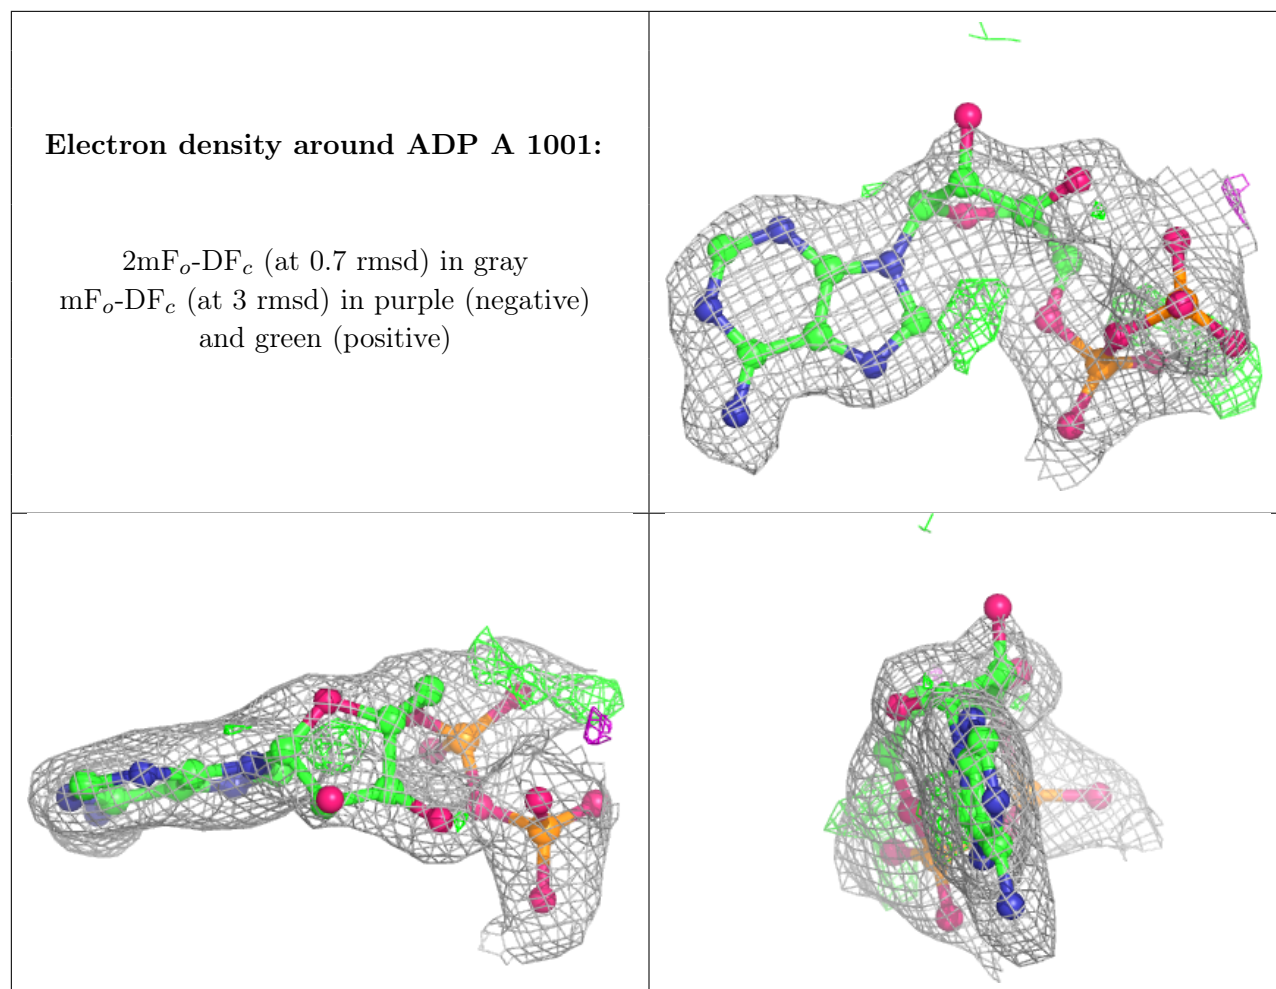 Electron density around ADP A 1001:
2mFo-DFc (at 0.7 rmsd) in gray
mFo-DFc (at 3 rmsd) in purple (negative)
and green (positive)